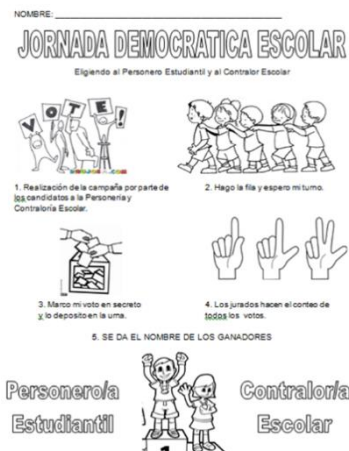 NOMBRE:
JORNADA DEMOCRATICA ESCOLAR
Eligiendo al Personero Estudiantil y al Contralor Escolar
VOTE!
1. Realización de la campaña por parte de
los candidatos a la Personeria y
Contraloría Escolar.
2. Hago la fila y espero mi turno.
3. Marco mi voto en secreto
y lo deposito en la urna.
4. Los jurados hacen el conteo de
todos los votos.
5. SE DA EL NOMBRE DE LOS GANADORES
Personero/a
Estudiantil
Contralor/a
Escolar
1